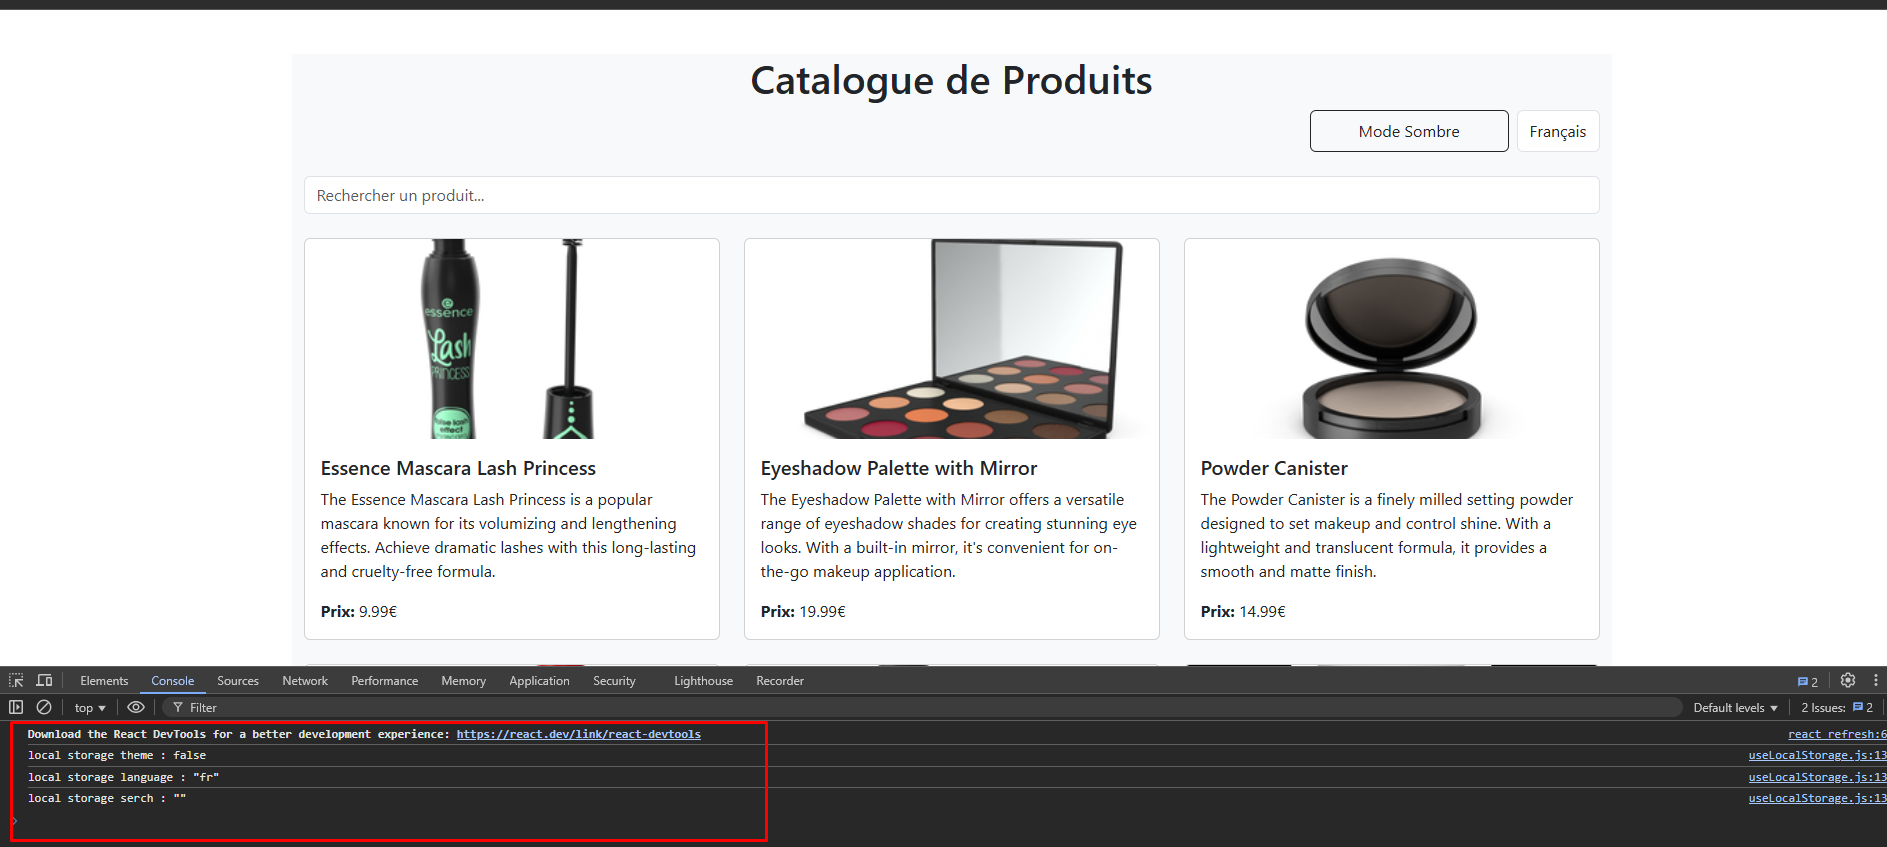 Catalogue de Produits
Mode Sombre
Français
Rechercher un produit...
essence
Lash
PRINCESS
false lash
effect
Essence Mascara Lash Princess
The Essence Mascara Lash Princess is a popular
mascara known for its volumizing and lengthening
effects. Achieve dramatic lashes with this long-lasting
and cruelty-free formula.
Prix: 9.99€
Eyeshadow Palette with Mirror
The Eyeshadow Palette with Mirror offers a versatile
range of eyeshadow shades for creating stunning eye
looks. With a built-in mirror, it's convenient for on-
the-go makeup application.
Prix: 19.99€
Powder Canister
The Powder Canister is a finely milled setting powder
designed to set makeup and control shine. With a
lightweight and translucent formula, it provides a
smooth and matte finish.
Prix: 14.99€
Elements Console Sources Network Performance Memory Application Security Lighthouse Recorder 2
top Filter Default levels 2 Issues: 2
Download the React DevTools for a better development experience: https://react.dev/link/react-devtools react refresh:6
local storage theme : false useLocalStorage.js:13
local storage language : "fr" useLocalStorage.js:13
local storage serch : "" useLocalStorage.js:13